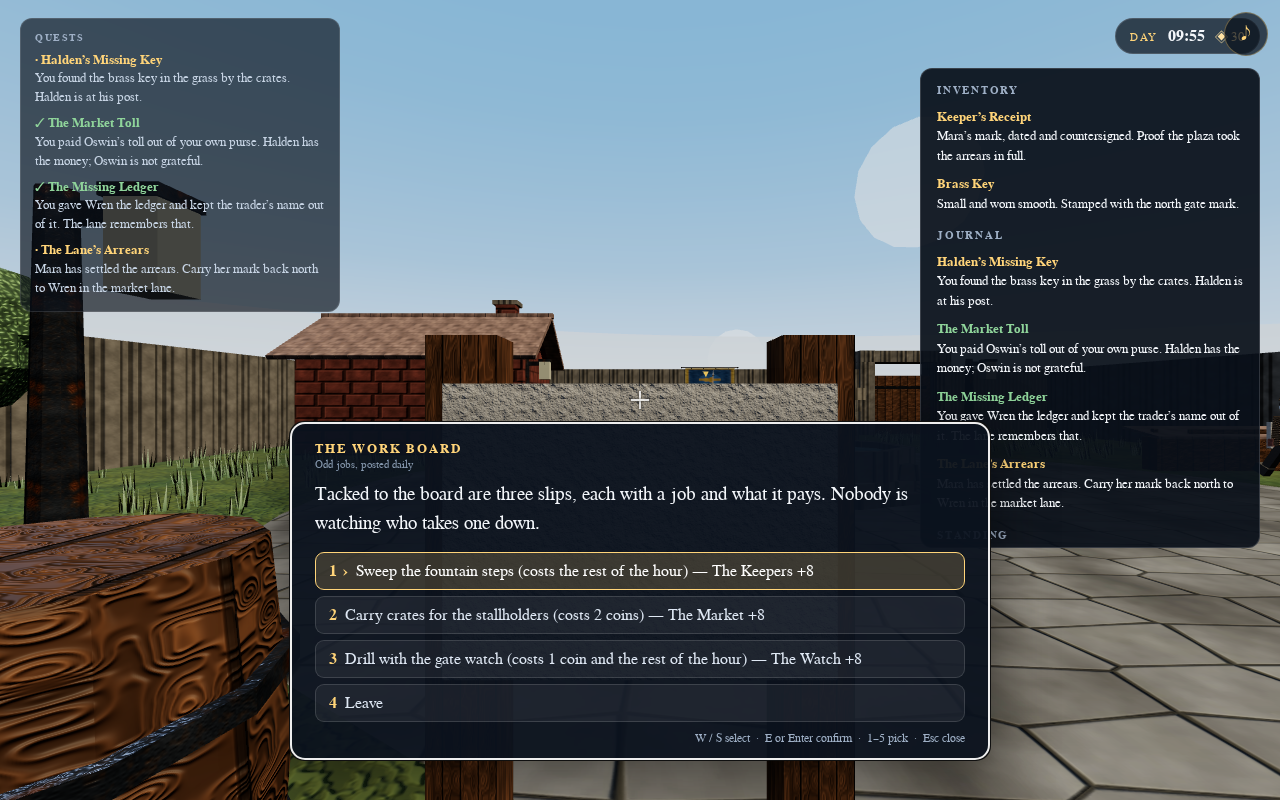 QUESTS
· Halden's Missing Key
You found the brass key in the grass by the crates.
Halden is at his post.
✓ The Market Toll
You paid Oswin's toll out of your own purse. Halden has
the money; Oswin is not grateful.
✓ The Missing Ledger
You gave Wren the ledger and kept the trader's name out
of it. The lane remembers that.
· The Lane's Arrears
Mara has settled the arrears. Carry her mark back north
to Wren in the market lane.
DAY 09:55
INVENTORY
Keeper's Receipt
Mara's mark, dated and countersigned. Proof the plaza took
the arrears in full.
Brass Key
Small and worn smooth. Stamped with the north gate mark.
JOURNAL
Halden's Missing Key
You found the brass key in the grass by the crates. Halden is
at his post.
The Market Toll
You paid Oswin's toll out of your own purse. Halden has the
money; Oswin is not grateful.
The Missing Ledger
You gave Wren the ledger and kept the trader's name out of
it. The lane remembers that.
The Lane's Arrears
Mara has settled the arrears. Carry her mark back north to
Wren in the market lane.
STANDING
THE WORK BOARD
Odd jobs, posted daily
Tacked to the board are three slips, each with a job and what it pays. Nobody is
watching who takes one down.
1 › Sweep the fountain steps (costs the rest of the hour) — The Keepers +8
2 Carry crates for the stallholders (costs 2 coins) — The Market +8
3 Drill with the gate watch (costs 1 coin and the rest of the hour) — The Watch +8
4 Leave
W / S select · E or Enter confirm · 1–5 pick · Esc close